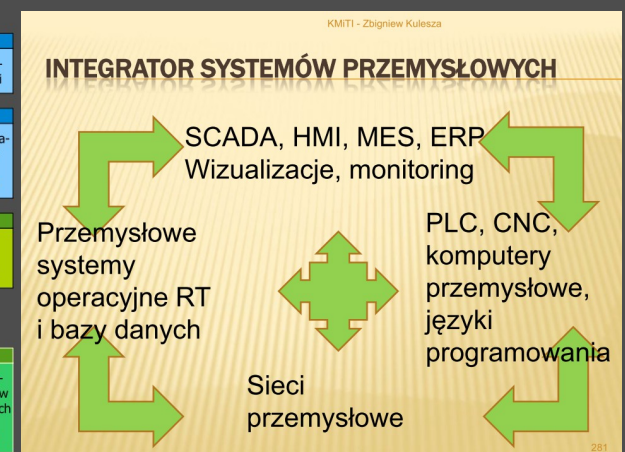 KMiTI - Zbigniew Kulesza
INTEGRATOR SYSTEMÓW PRZEMYSŁOWYCH
SCADA, HMI, MES, ERP
Wizualizacje, monitoring
Przemysłowe
systemy
operacyjne RT
i bazy danych
PLC, CNC,
komputery
przemysłowe,
języki
programowania
Sieci
przemysłowe
281